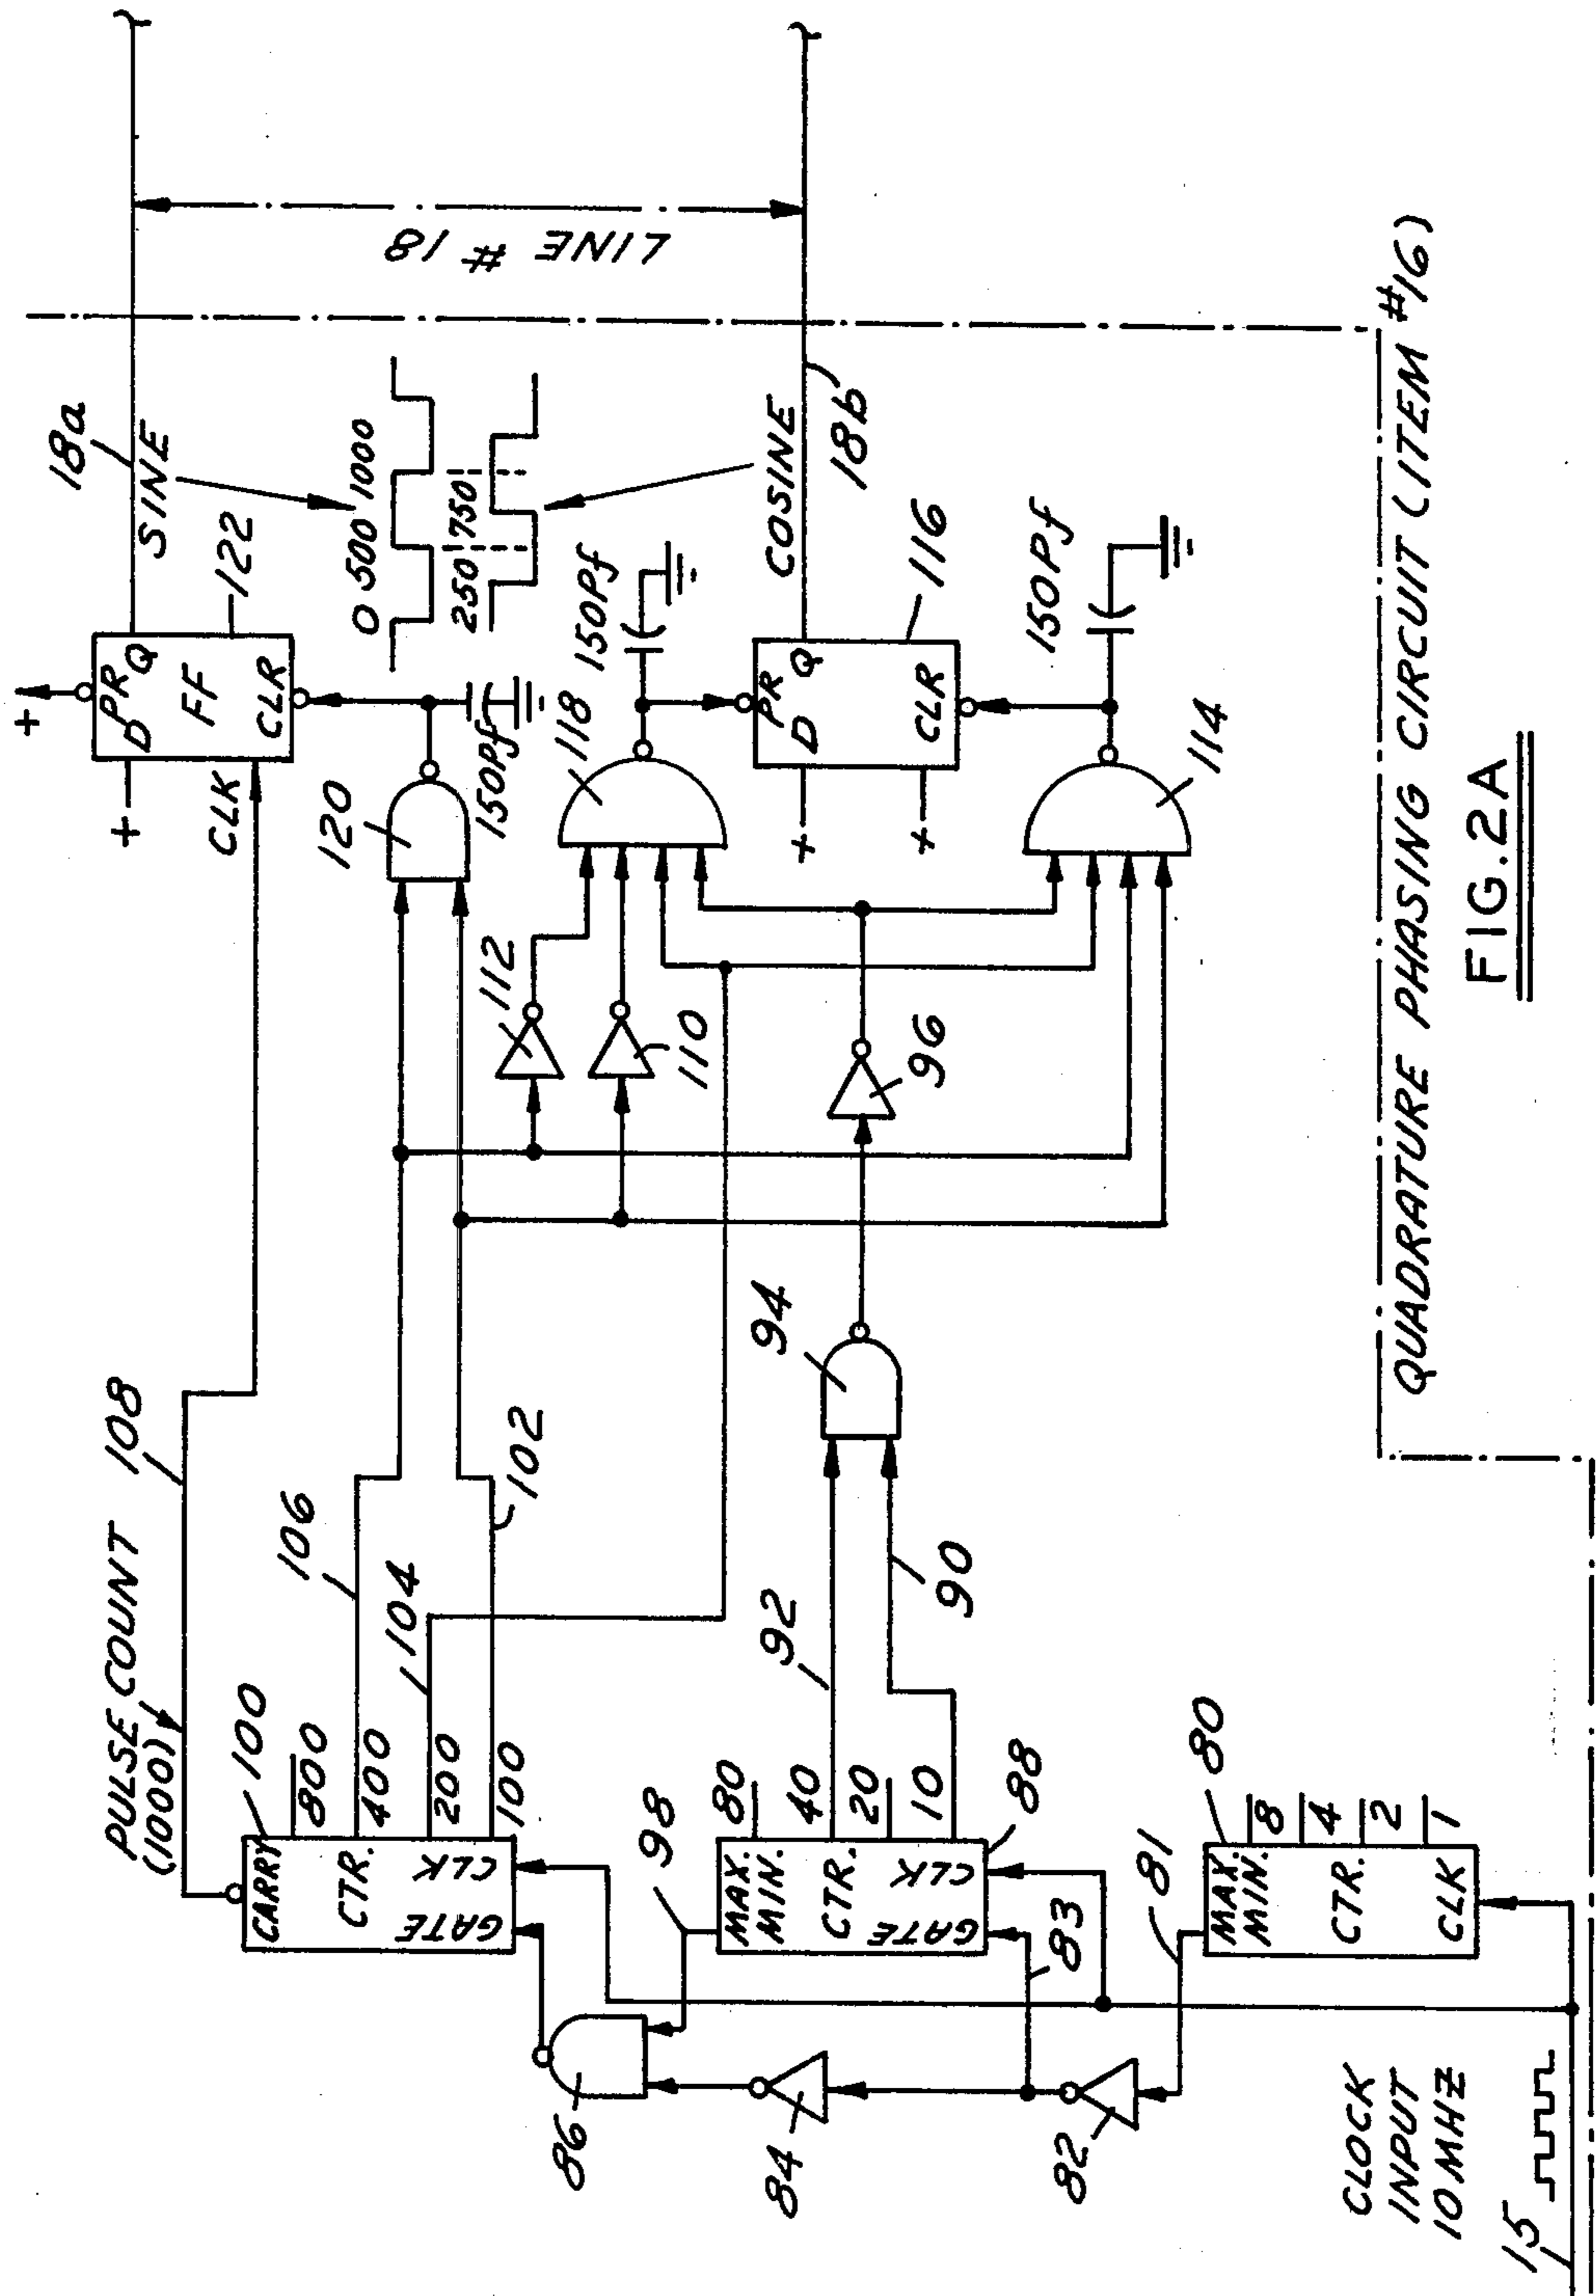 18a
SINE
LINE # 18
COSINE
18b
0 500 1000
250 750
122
PR
D Q
FF
CLR
+
+
CLK
120
150Pf
118
150Pf
112
110
116
PR
D Q
CLR
+
+
150Pf
114
96
94
PULSE COUNT
(1000)
108
106
104
102
100
CARRY
CTR.
GATE
CLK
800
400
200
100
92
90
98
88
MAX.
MIN.
CTR.
GATE
CLK
80
40
20
10
86
84
83
82
81
80
MAX.
MIN.
CTR.
CLK
8
4
2
1
CLOCK
INPUT
10 MHZ
15
QUADRATURE PHASING CIRCUIT (ITEM #16)
FIG.2A